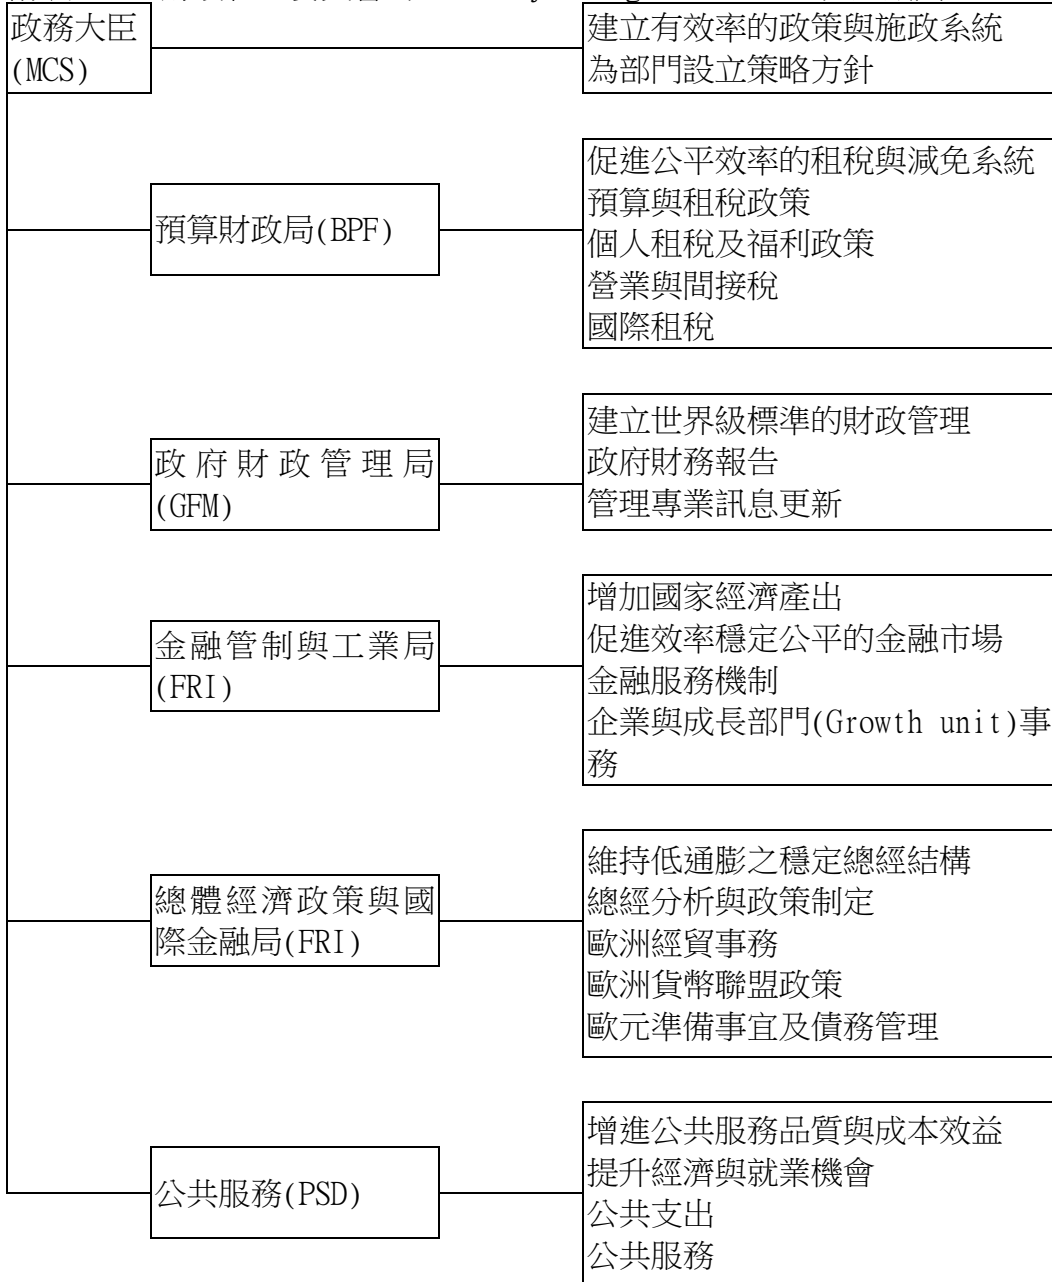 政務大臣
(MCS)
建立有效率的政策與施政系統
為部門設立策略方針
預算財政局(BPF)
促進公平效率的租稅與減免系統
預算與租稅政策
個人租稅及福利政策
營業與間接稅
國際租稅
政府財政管理局
(GFM)
建立世界級標準的財政管理
政府財務報告
管理專業訊息更新
金融管制與工業局
(FRI)
增加國家經濟產出
促進效率穩定公平的金融市場
金融服務機制
企業與成長部門(Growth unit)事
務
總體經濟政策與國
際金融局(FRI)
維持低通膨之穩定總經結構
總經分析與政策制定
歐洲經貿事務
歐洲貨幣聯盟政策
歐元準備事宜及債務管理
公共服務(PSD)
增進公共服務品質與成本效益
提升經濟與就業機會
公共支出
公共服務